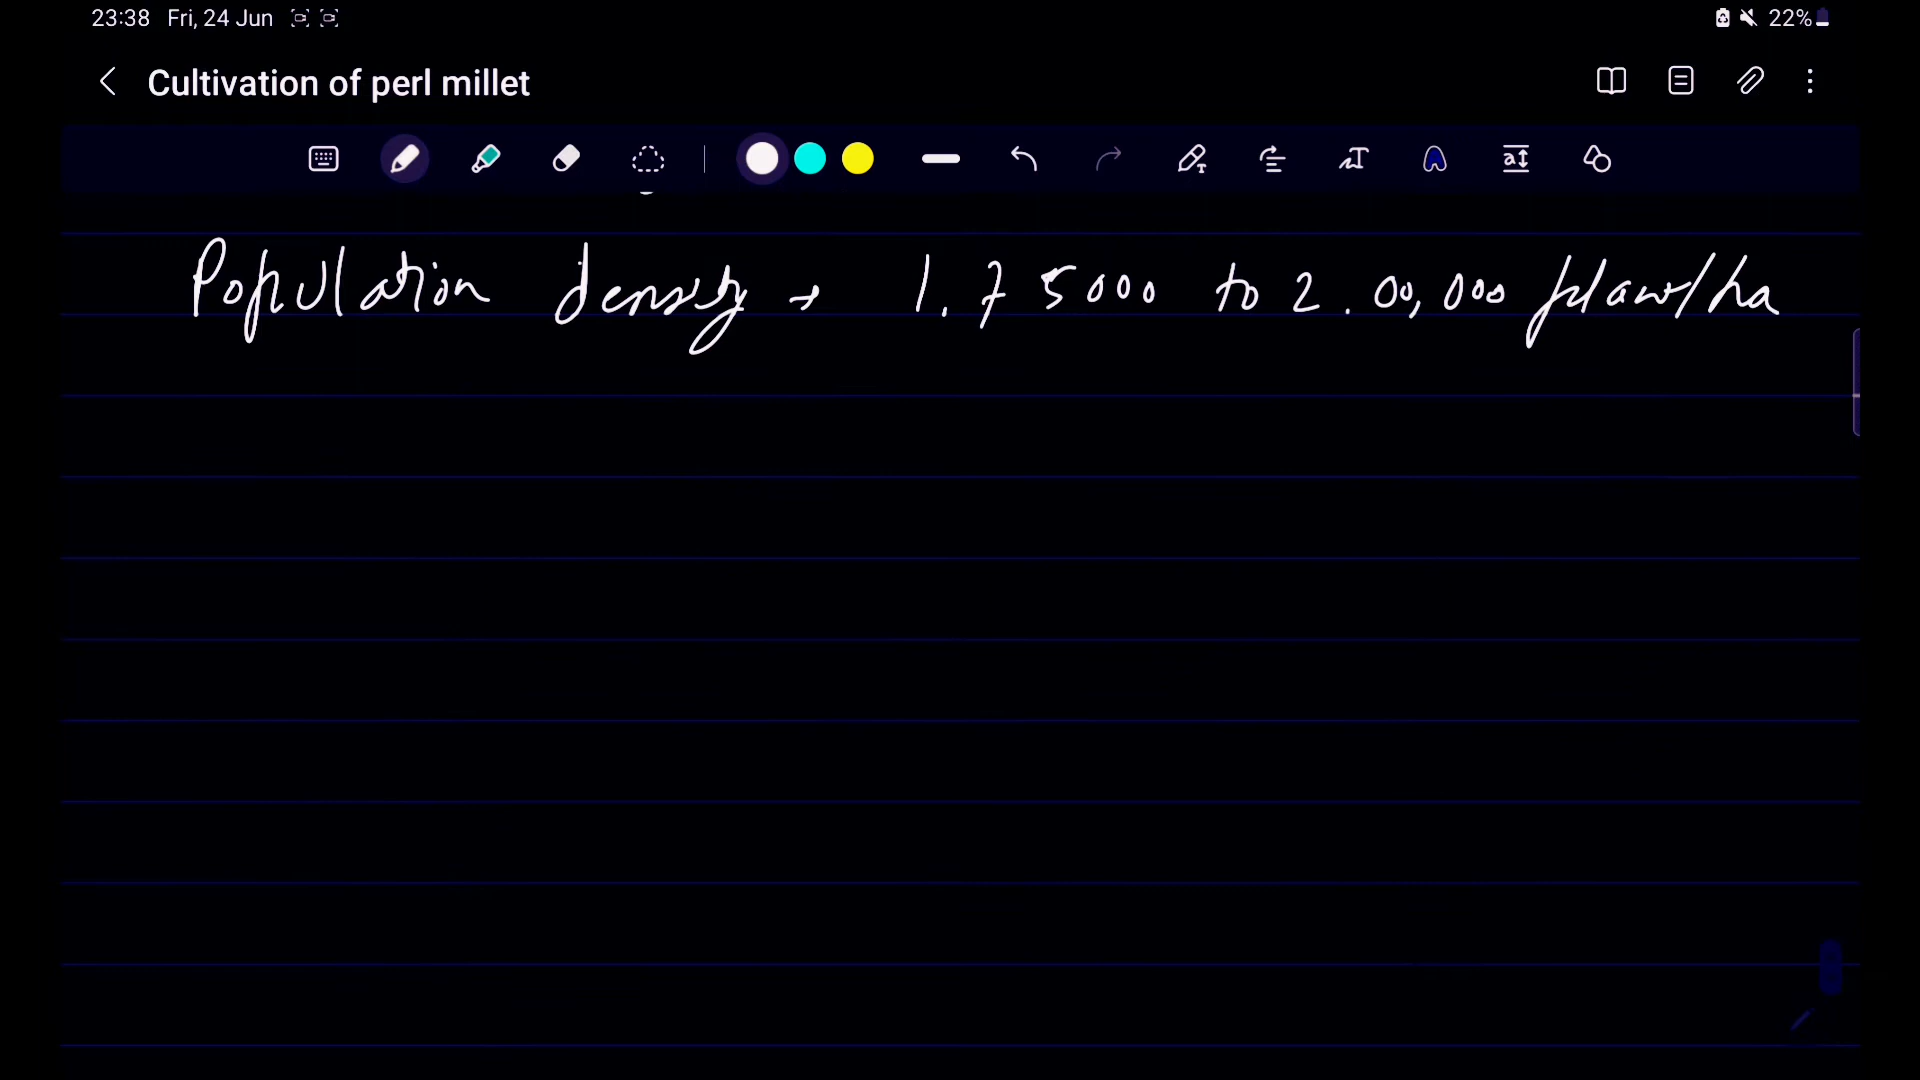 23:38 Fri, 24 Jun 22%
Cultivation of perl millet
Population density → 1.75000 to 2.00,000 plant/ha